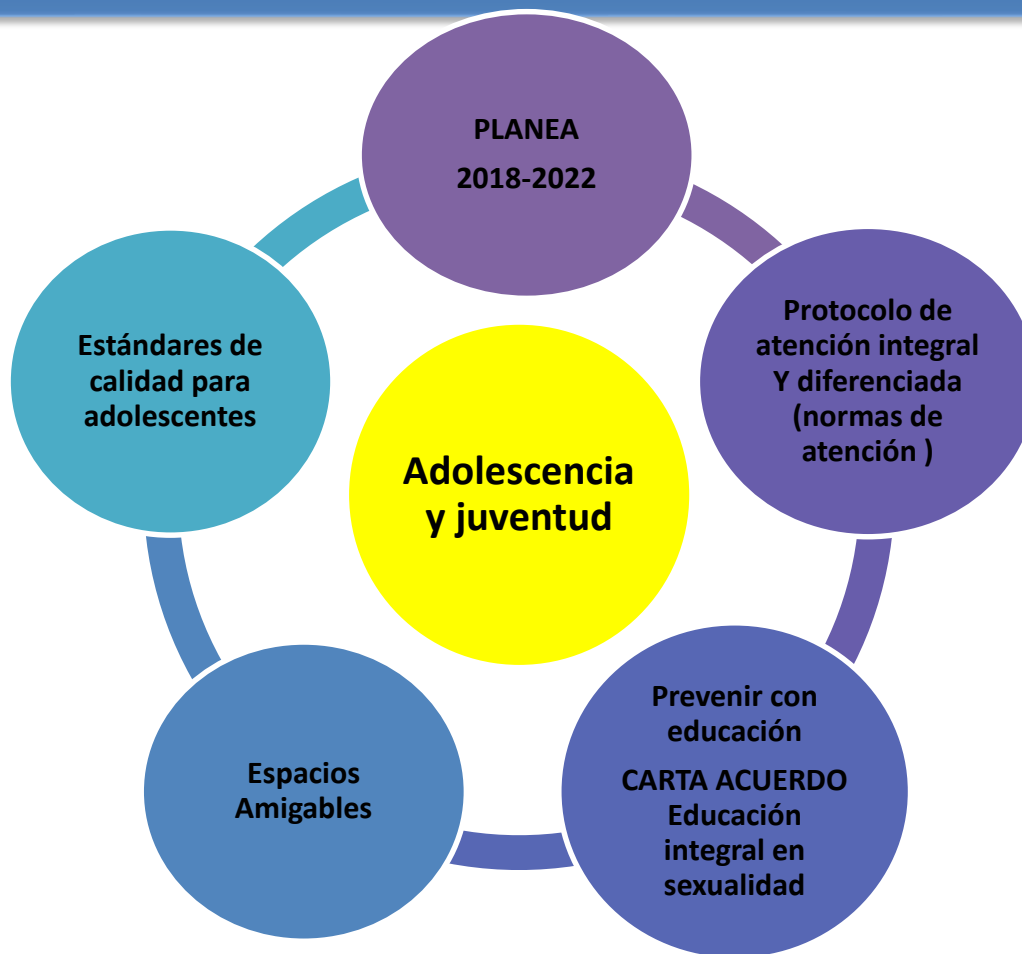 PLANEA
2018-2022
Protocolo de
atención integral
Y diferenciada
(normas de
atención )
Prevenir con
educación
CARTA ACUERDO
Educación
integral en
sexualidad
Espacios
Amigables
Estándares de
calidad para
adolescentes
Adolescencia
y juventud